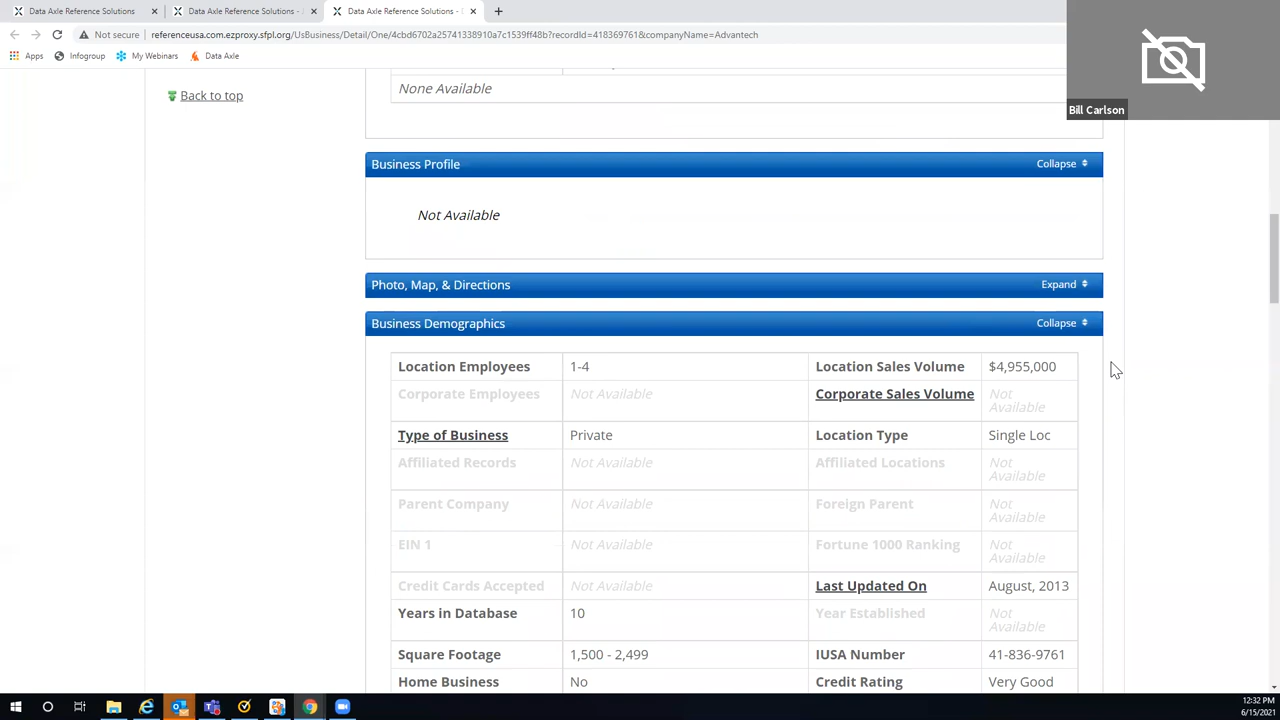 Data Axle Reference Solutions
Data Axle Reference Solutions -
Data Axle Reference Solutions -
Not secure
referenceusa.com.ezproxy.sfpl.org/UsBusiness/Detail/One/4cbd6702a25741338910a7c1539ff48b?recordId=418369761&companyName=Advantech
Apps Infogroup My Webinars Data Axle
Bill Carlson
Back to top
None Available
Business Profile Collapse
Not Available
Photo, Map, & Directions Expand
Business Demographics Collapse
Location Employees 1-4 Location Sales Volume $4,955,000
Corporate Employees Not Available Corporate Sales Volume Not
Available
Type of Business Private Location Type Single Loc
Affiliated Records Not Available Affiliated Locations Not
Available
Parent Company Not Available Foreign Parent Not
Available
EIN 1 Not Available Fortune 1000 Ranking Not
Available
Credit Cards Accepted Not Available Last Updated On August, 2013
Years in Database 10 Year Established Not
Available
Square Footage 1,500 - 2,499 IUSA Number 41-836-9761
Home Business No Credit Rating Very Good
12:32 PM
6/15/2021